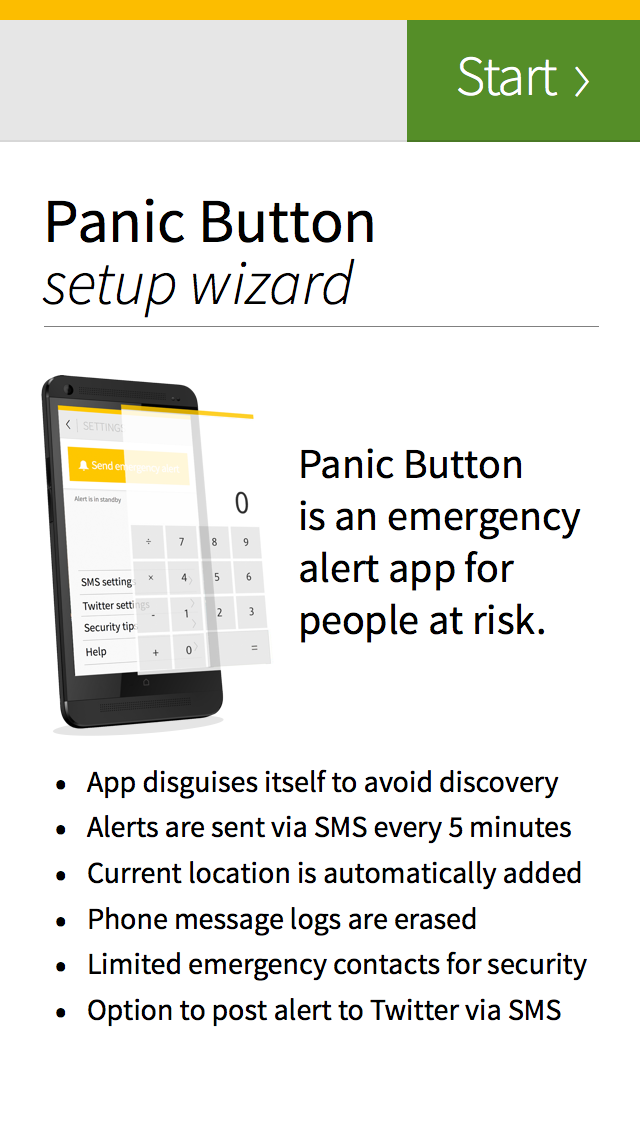 Start >
Panic Button
setup wizard
SETTINGS
Send emergency alert
Alert is in standby
0
÷ 7 8 9
× 4 5 6
SMS setting
Twitter settings
- 1 2 3
Security tips
Help
+ 0 =
Panic Button
is an emergency
alert app for
people at risk.
• App disguises itself to avoid discovery
• Alerts are sent via SMS every 5 minutes
• Current location is automatically added
• Phone message logs are erased
• Limited emergency contacts for security
• Option to post alert to Twitter via SMS